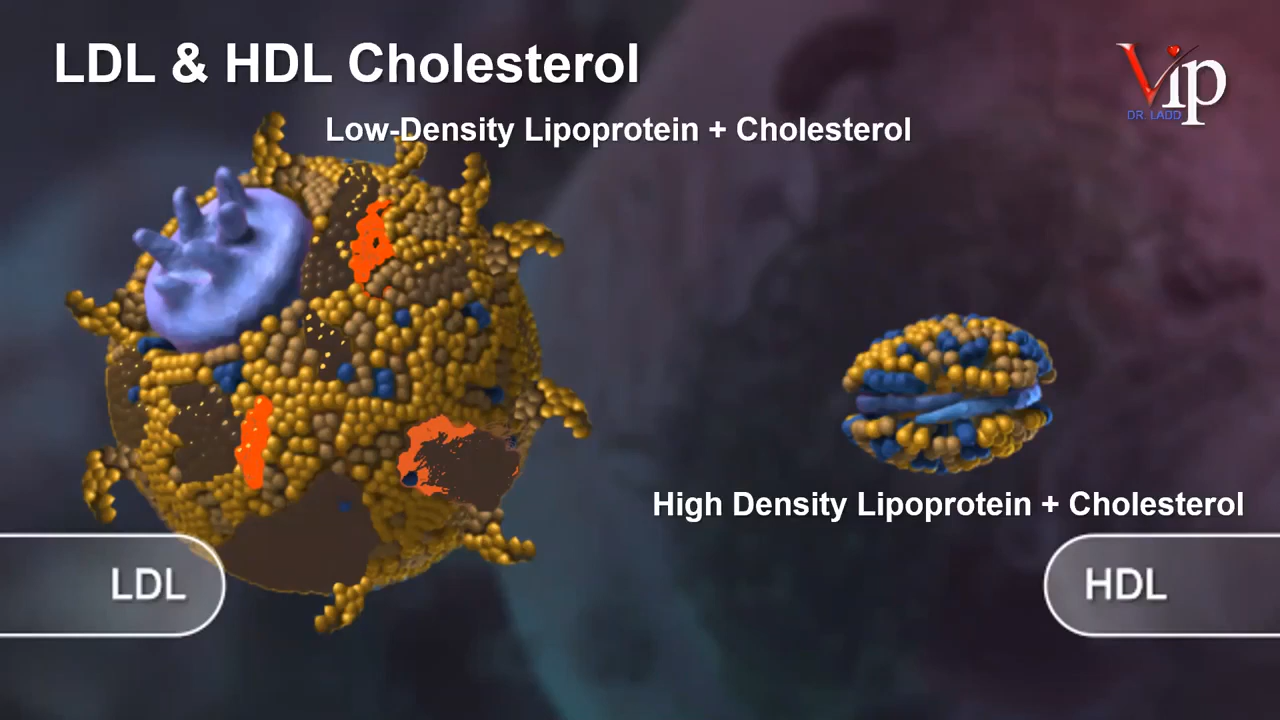 LDL & HDL Cholesterol
Vip
DR. LADD
Low-Density Lipoprotein + Cholesterol
High Density Lipoprotein + Cholesterol
LDL
HDL